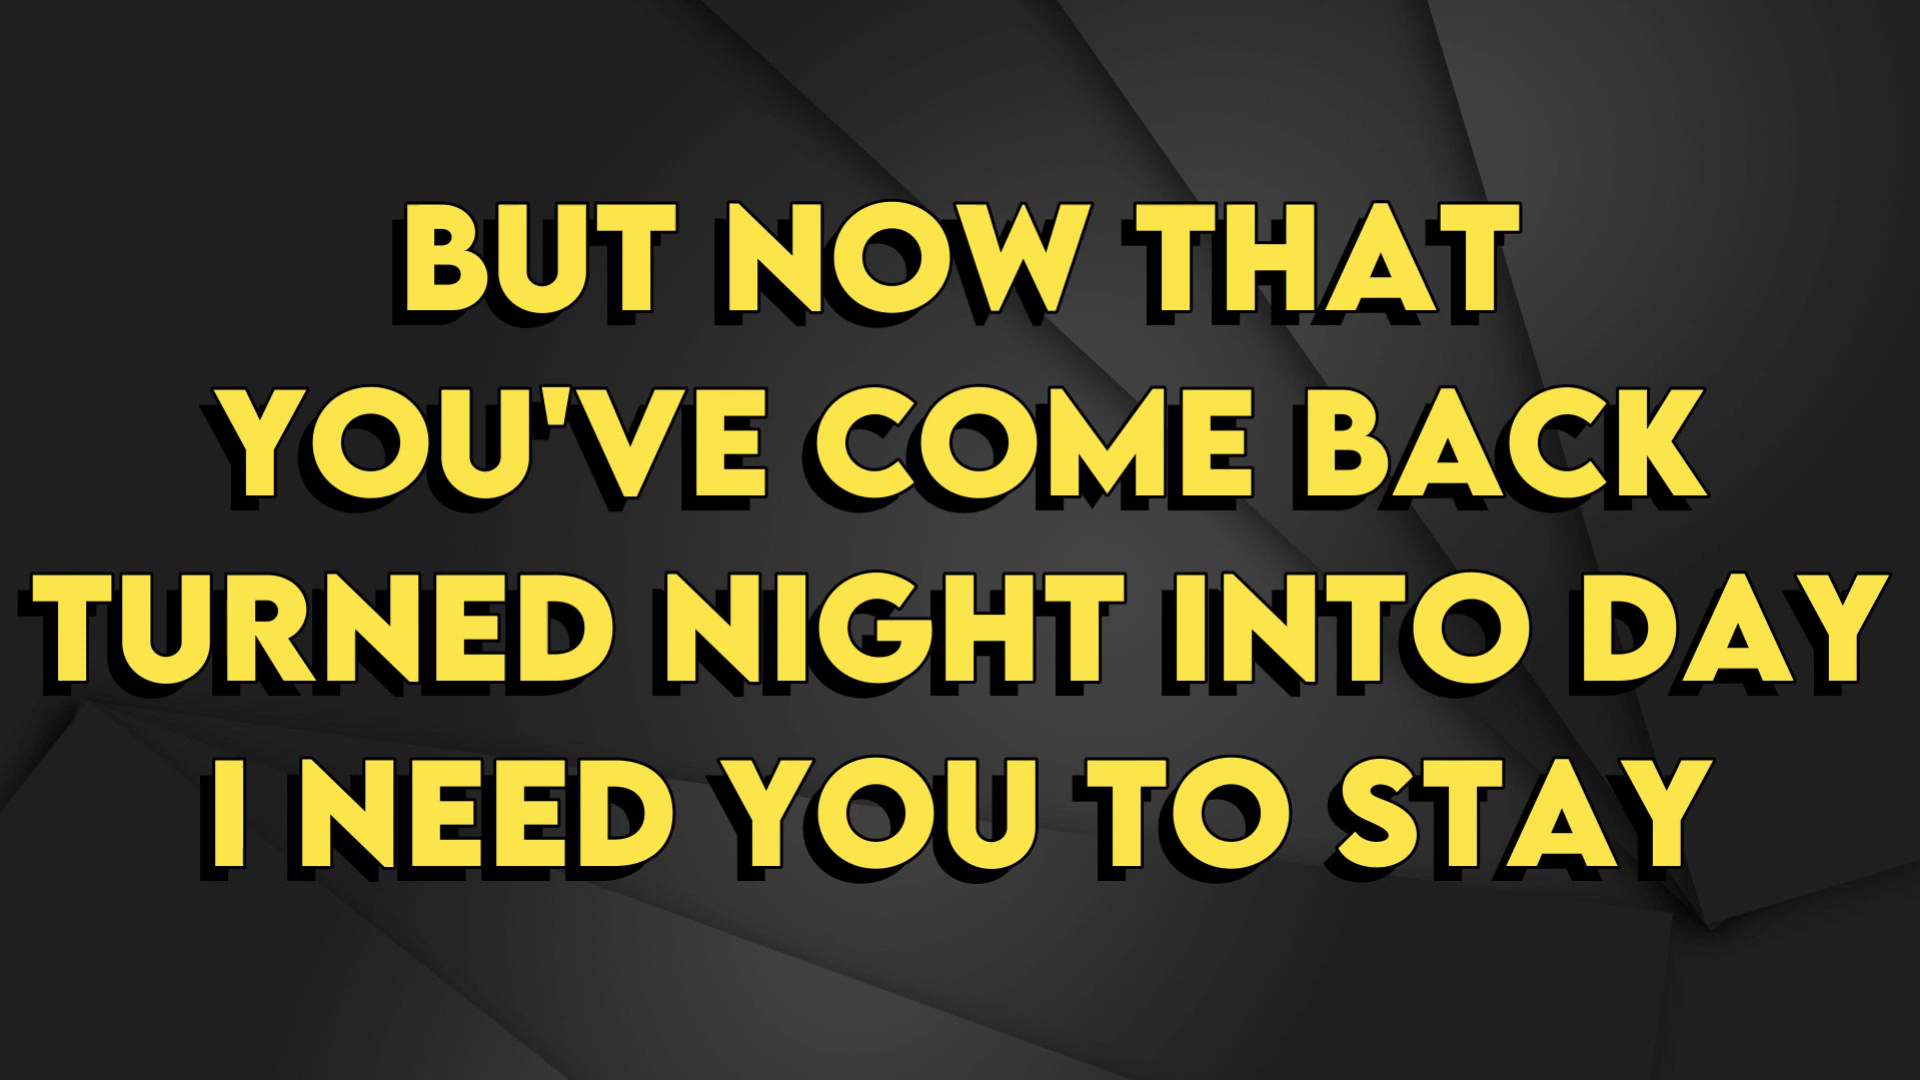 BUT NOW THAT
YOU'VE COME BACK
TURNED NIGHT INTO DAY
I NEED YOU TO STAY